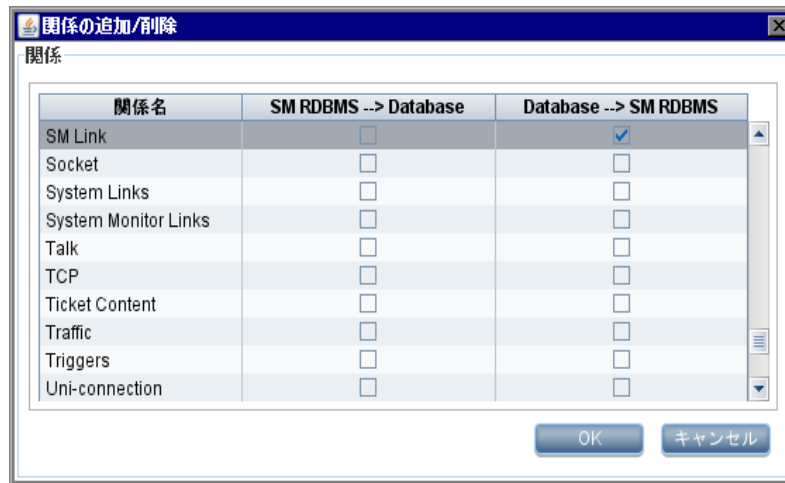 関係の追加/削除
関係
関係名 SM RDBMS --> Database Database --> SM RDBMS
SM Link
Socket
System Links
System Monitor Links
Talk
TCP
Ticket Content
Traffic
Triggers
Uni-connection
OK キャンセル